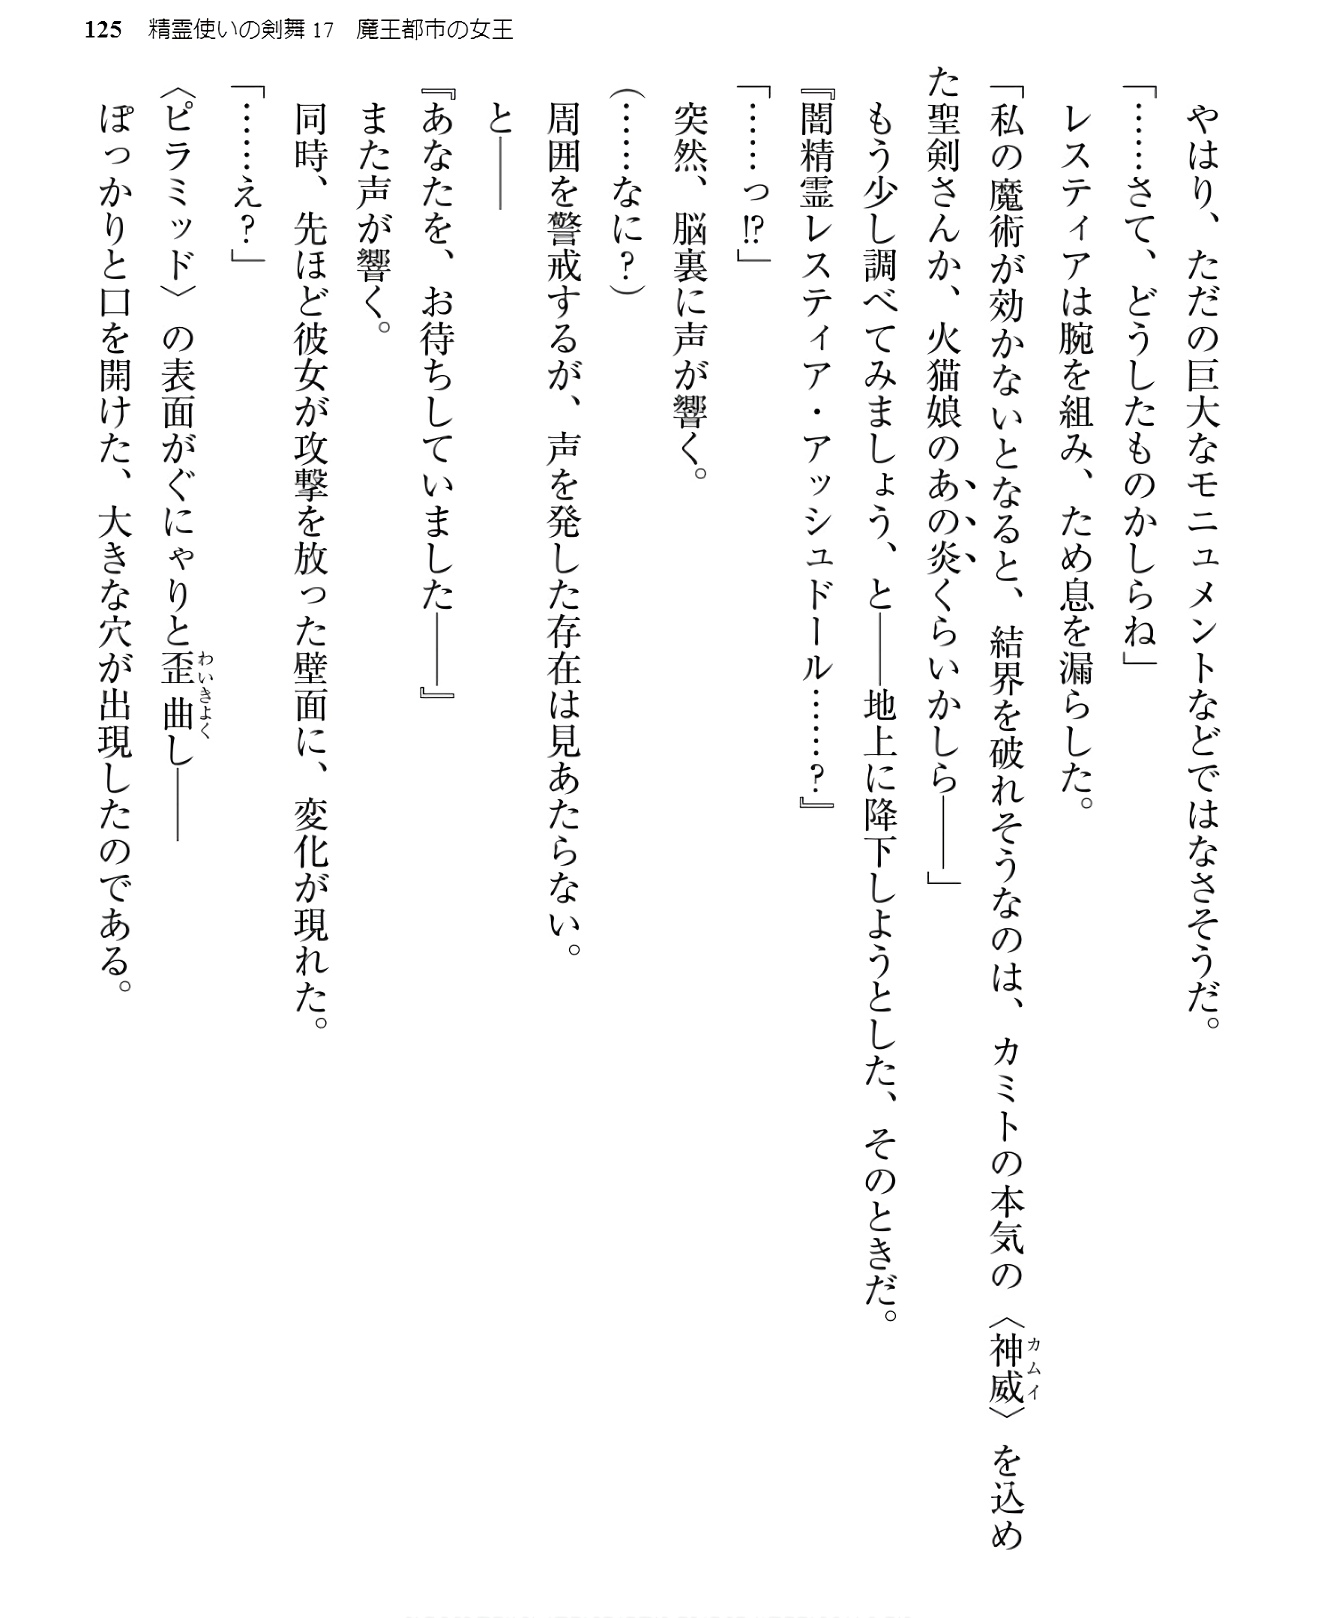 125 精霊使いの剣舞 17 魔王都市の女王
やはり、ただの巨大なモニュメントなどではなさそうだ。
「……さて、どうしたものかしらね」
レスティアは腕を組み、ため息を漏らした。
「私の魔術が効かないとなると、結界を破れそうなのは、カミトの本気の〈神威〉を込め
カムイ
た聖剣さんか、火猫娘のあの炎くらいかしら――」
もう少し調べてみましょう、と――地上に降下しようとした、そのときだ。
『闇精霊レスティア・アッシュドール……?』
「……っ!?」
突然、脳裏に声が響く。
(……なに?)
周囲を警戒するが、声を発した存在は見あたらない。
と――
『あなたを、お待ちしていました――』
また声が響く。
同時、先ほど彼女が攻撃を放った壁面に、変化が現れた。
「……え?」
〈ピラミッド〉の表面がぐにゃりと歪曲し――
わいきよく
ぽっかりと口を開けた、大きな穴が出現したのである。